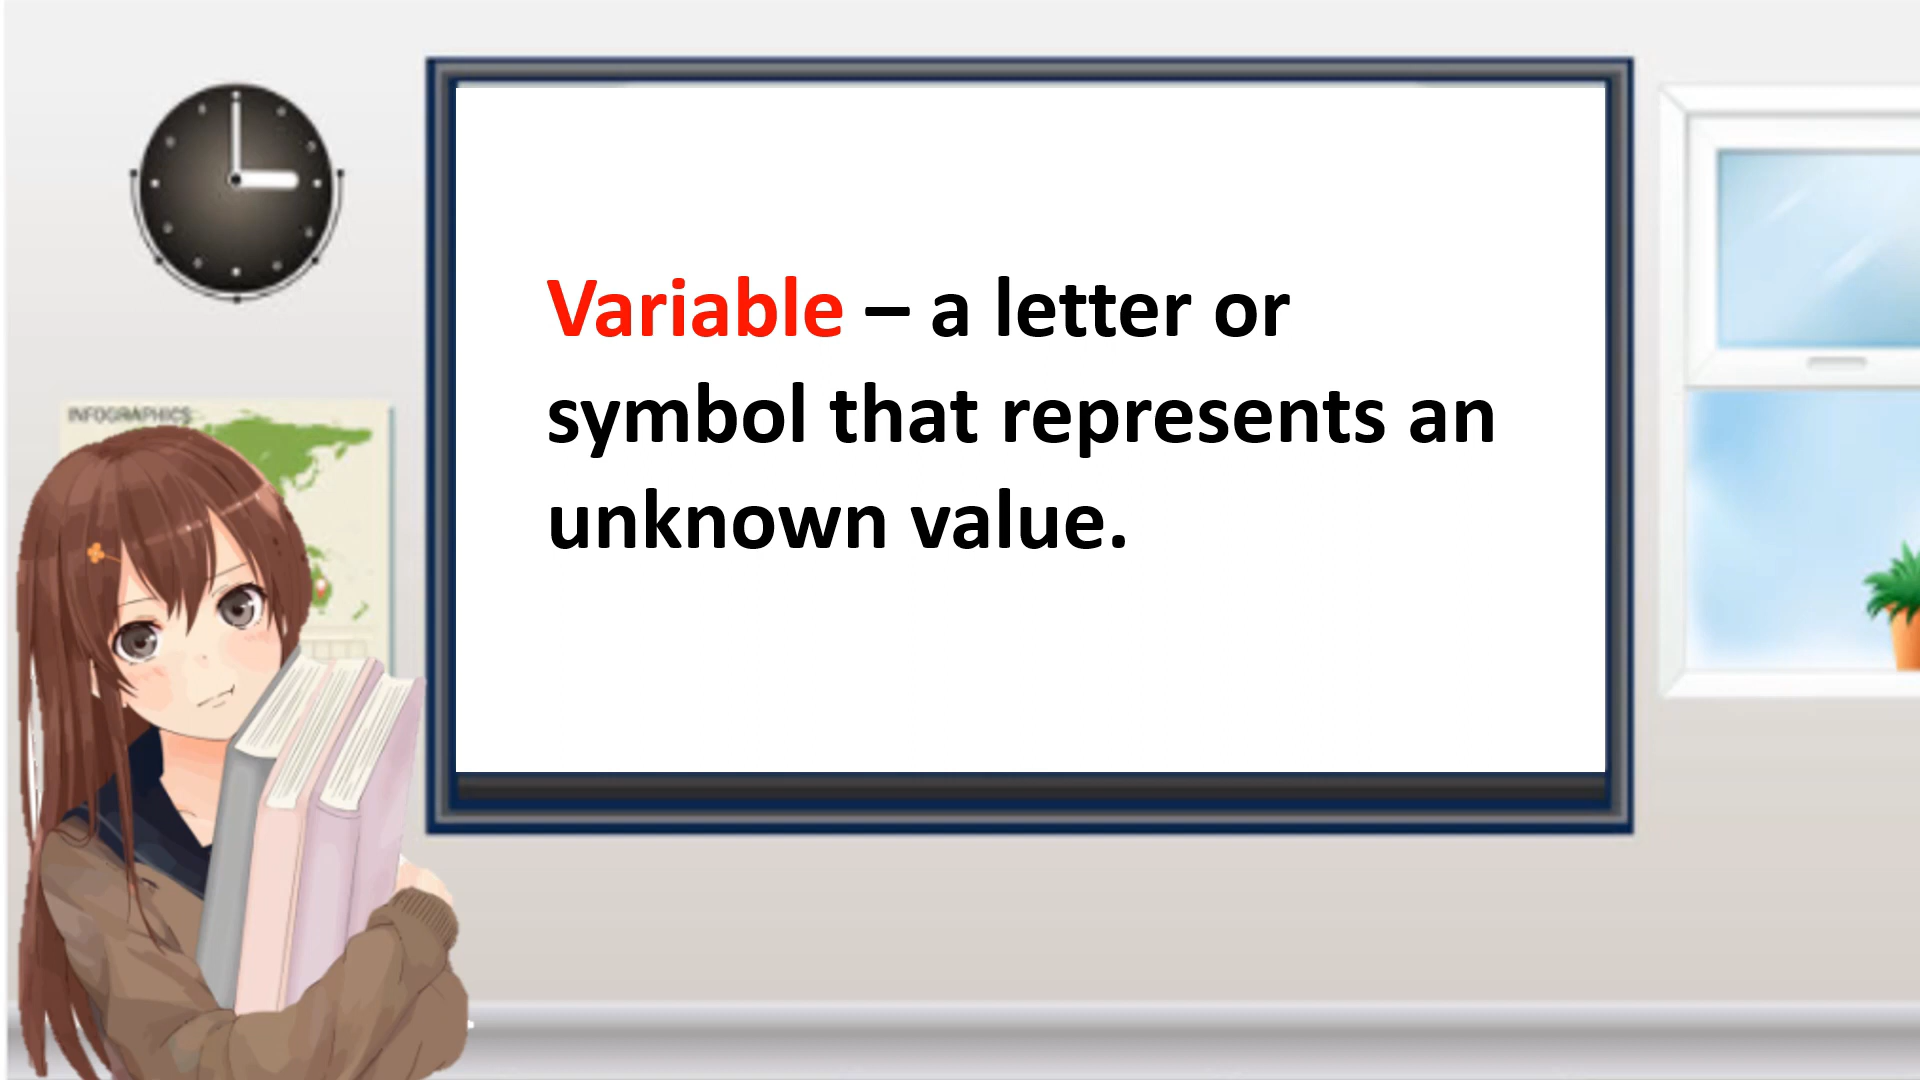 INFOGRAPHICS
Variable – a letter or
symbol that represents an
unknown value.